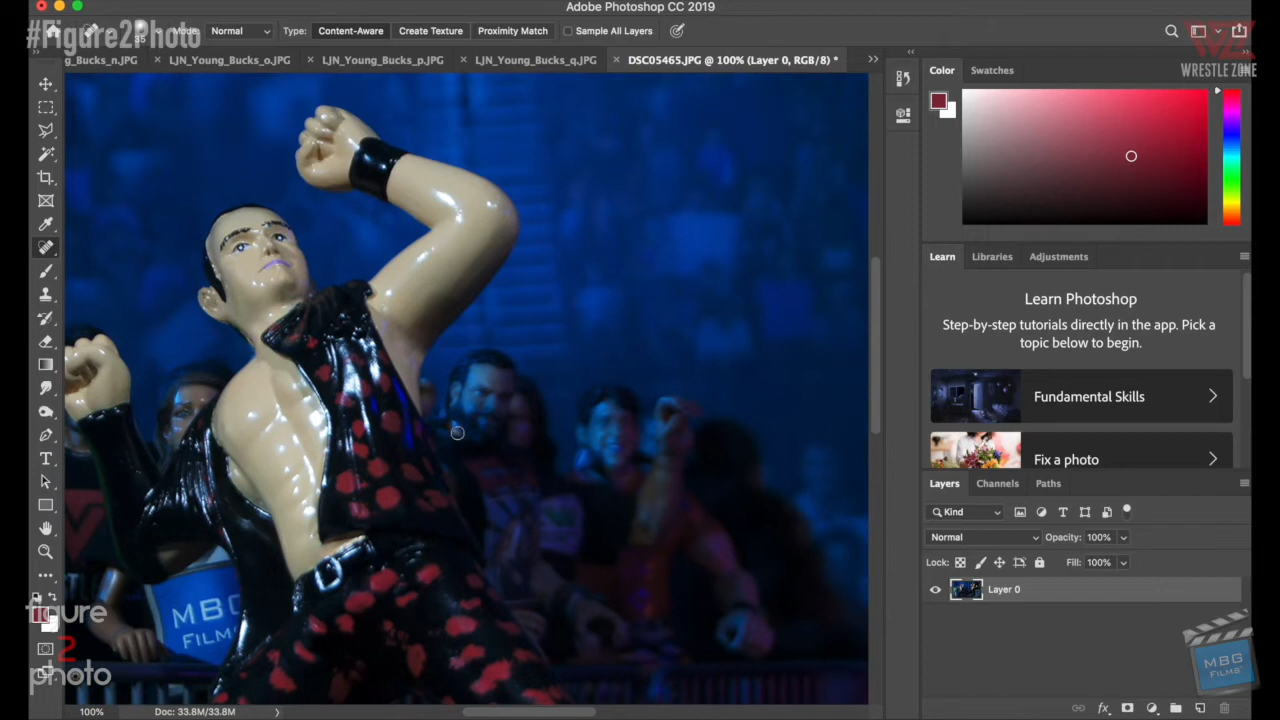 Adobe Photoshop CC 2019
#Figure2Photo
35
Mode: Normal
Type: Content-Aware Create Texture Proximity Match Sample All Layers
WRESTLE ZONE
g_Bucks_n.JPG × LJN_Young_Bucks_o.JPG × LJN_Young_Bucks_p.JPG × LJN_Young_Bucks_q.JPG × DSC05465.JPG @ 100% (Layer 0, RGB/8) *
Color Swatches
Learn Libraries Adjustments
Learn Photoshop
Step-by-step tutorials directly in the app. Pick a
topic below to begin.
Fundamental Skills
Fix a photo
Layers Channels Paths
Kind
Normal Opacity: 100%
Lock: Fill: 100%
Layer 0
MBG
FILMS
figure
2
photo
MBG
FILMS
100% Doc: 33.8M/33.8M